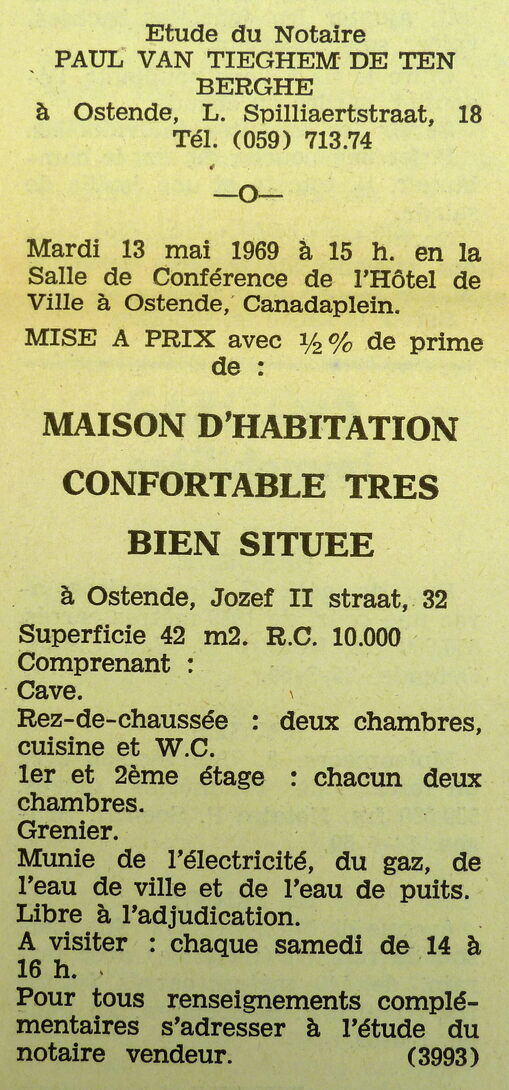 Etude du Notaire
PAUL VAN TIEGHEM DE TEN
BERGHE
à Ostende, L. Spilliaertstraat, 18
Tél. (059) 713.74
—O—
Mardi 13 mai 1969 à 15 h. en la
Salle de Conférence de l'Hôtel de
Ville à Ostende, Canadaplein.
MISE A PRIX avec ½% de prime
de :
MAISON D'HABITATION
CONFORTABLE TRES
BIEN SITUEE
à Ostende, Jozef II straat, 32
Superficie 42 m2. R.C. 10.000
Comprenant :
Cave.
Rez-de-chaussée : deux chambres,
cuisine et W.C.
1er et 2ème étage : chacun deux
chambres.
Grenier.
Munie de l'électricité, du gaz, de
l'eau de ville et de l'eau de puits.
Libre à l'adjudication.
A visiter : chaque samedi de 14 à
16 h.
Pour tous renseignements complé-
mentaires s'adresser à l'étude du
notaire vendeur. (3993)